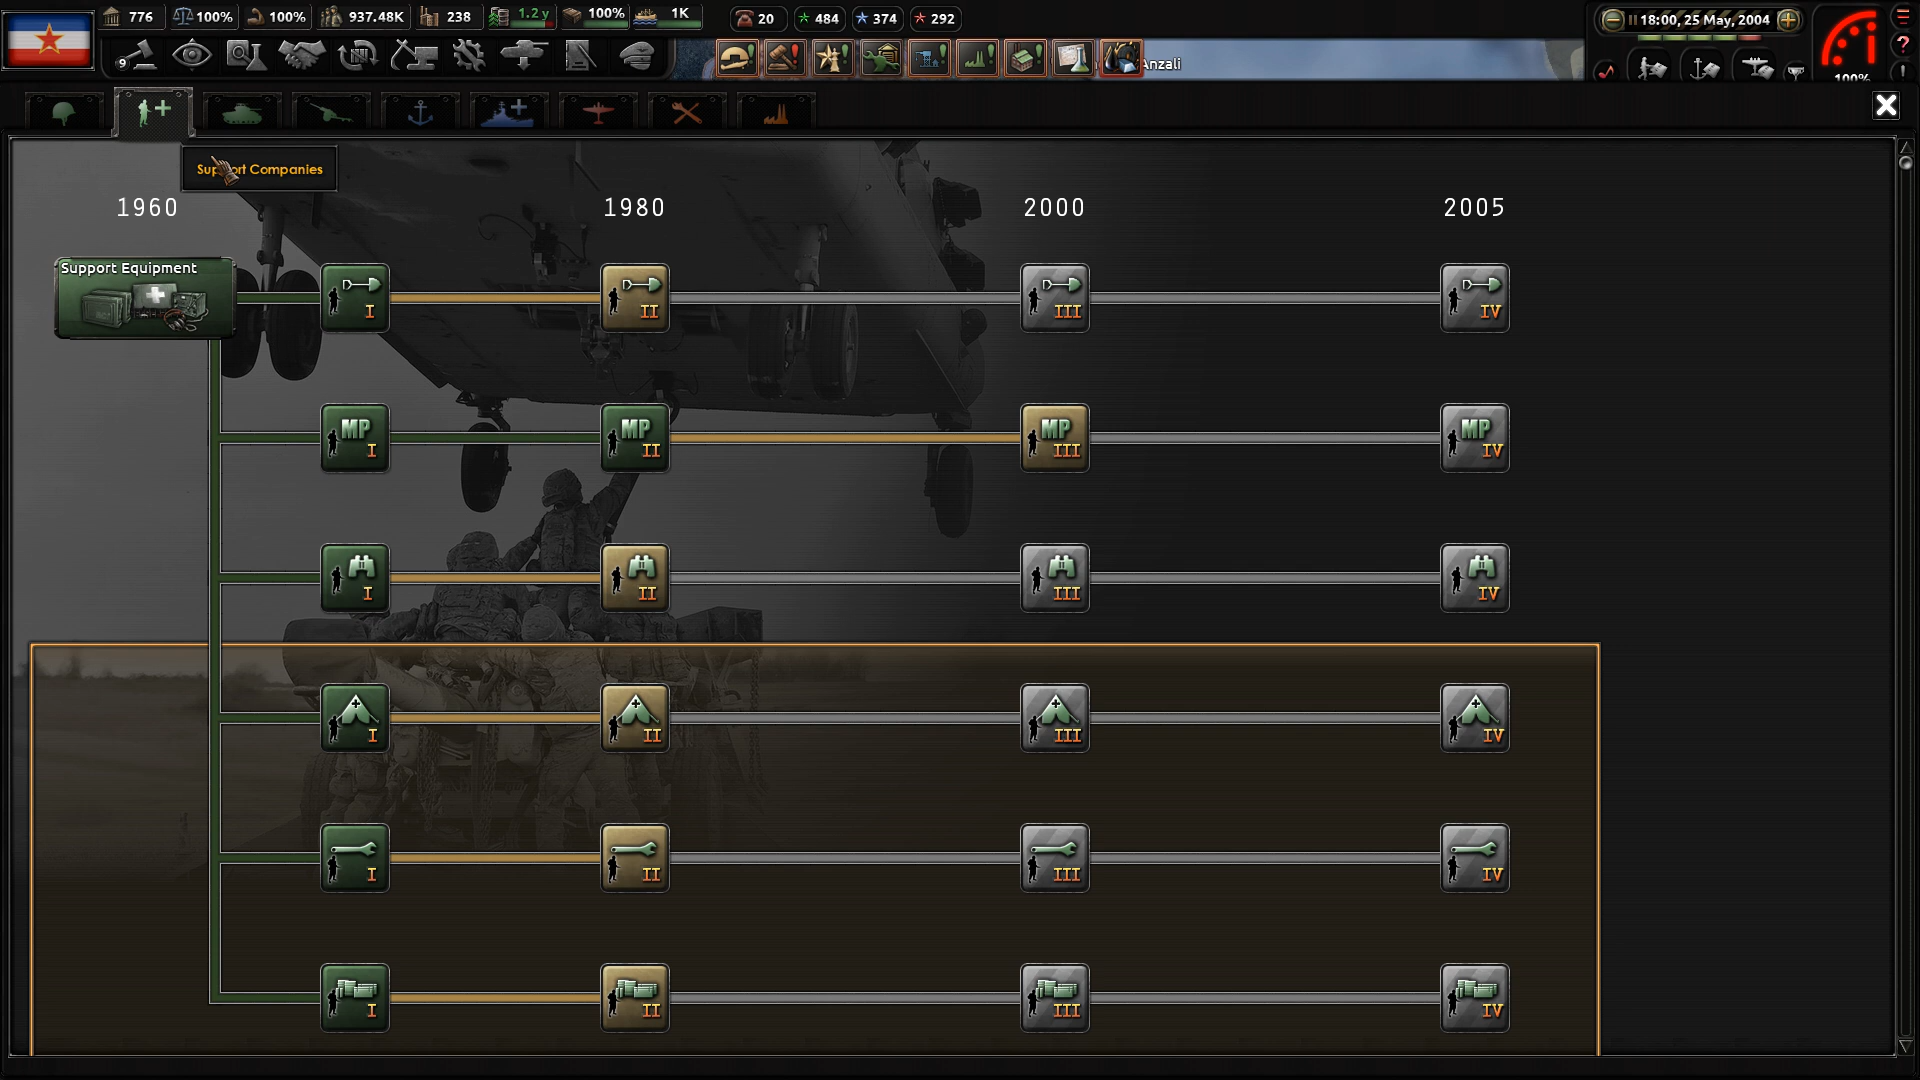 776 100% 100% 937.48K 238 1.2 y 100% 1K 20 484 374 292 18:00, 25 May, 2004
9
Anzali
100%
Support Companies
1960 1980 2000 2005
Support Equipment
I II III IV
MP I MP II MP III MP IV
I II III IV
I II III IV
I II III IV
I II III IV